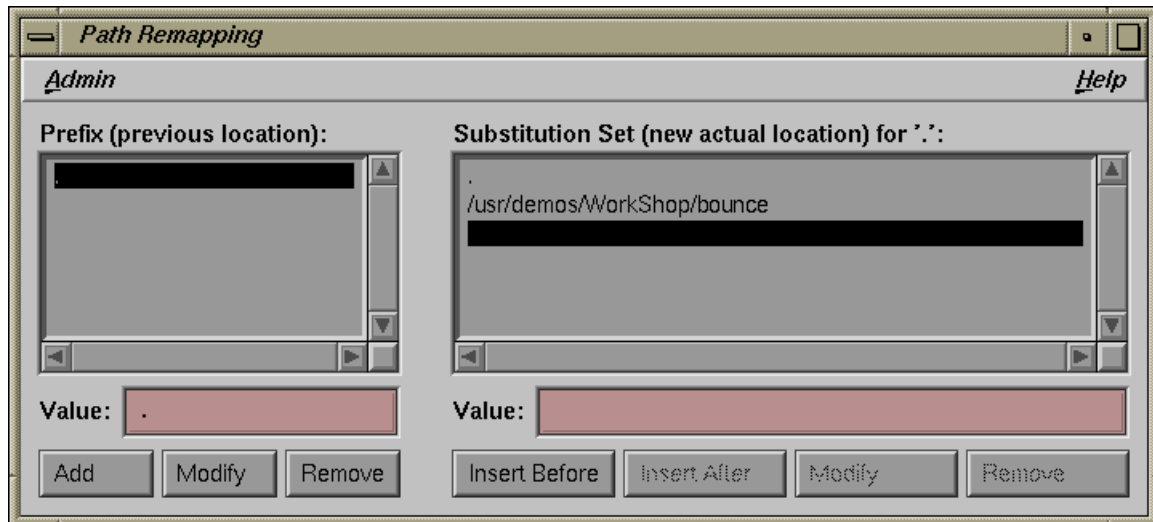 Path Remapping
Admin Help
Prefix (previous location):
.
Value: .
Add Modify Remove
Substitution Set (new actual location) for '.':
.
/usr/demos/WorkShop/bounce
Value:
Insert Before Insert After Modify Remove